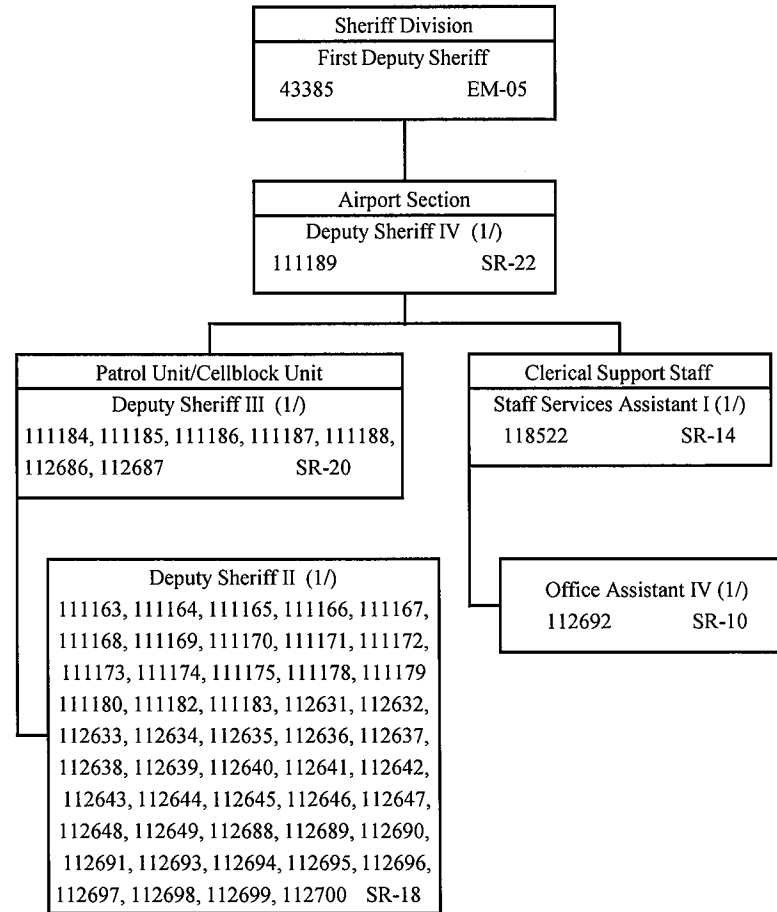 Sheriff Division
First Deputy Sheriff
43385 EM-05
Airport Section
Deputy Sheriff IV (1/)
111189 SR-22
Patrol Unit/Cellblock Unit
Deputy Sheriff III (1/)
111184, 111185, 111186, 111187, 111188,
112686, 112687 SR-20
Clerical Support Staff
Staff Services Assistant I (1/)
118522 SR-14
Deputy Sheriff II (1/)
111163, 111164, 111165, 111166, 111167,
111168, 111169, 111170, 111171, 111172,
111173, 111174, 111175, 111178, 111179
111180, 111182, 111183, 112631, 112632,
112633, 112634, 112635, 112636, 112637,
112638, 112639, 112640, 112641, 112642,
112643, 112644, 112645, 112646, 112647,
112648, 112649, 112688, 112689, 112690,
112691, 112693, 112694, 112695, 112696,
112697, 112698, 112699, 112700 SR-18
Office Assistant IV (1/)
112692 SR-10